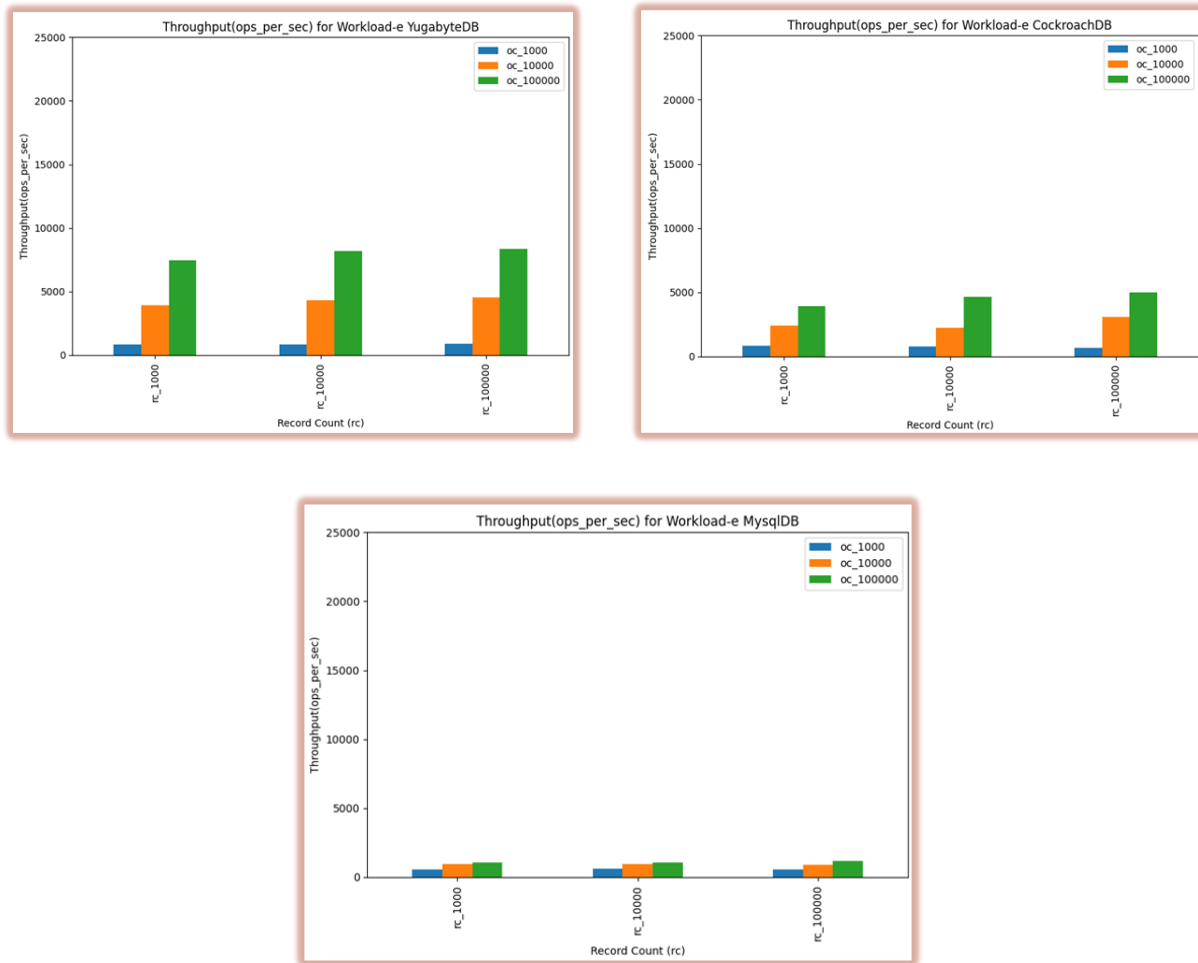 Throughput(ops_per_sec) for Workload-e YugabyteDB
25000
20000
15000
10000
5000
0
Throughput(ops_per_sec)
oc_1000
oc_10000
oc_100000
rc_1000
rc_10000
rc_100000
Record Count (rc)
Throughput(ops_per_sec) for Workload-e CockroachDB
25000
20000
15000
10000
5000
0
Throughput(ops_per_sec)
oc_1000
oc_10000
oc_100000
rc_1000
rc_10000
rc_100000
Record Count (rc)
Throughput(ops_per_sec) for Workload-e MysqlDB
25000
20000
15000
10000
5000
0
Throughput(ops_per_sec)
oc_1000
oc_10000
oc_100000
rc_1000
rc_10000
rc_100000
Record Count (rc)